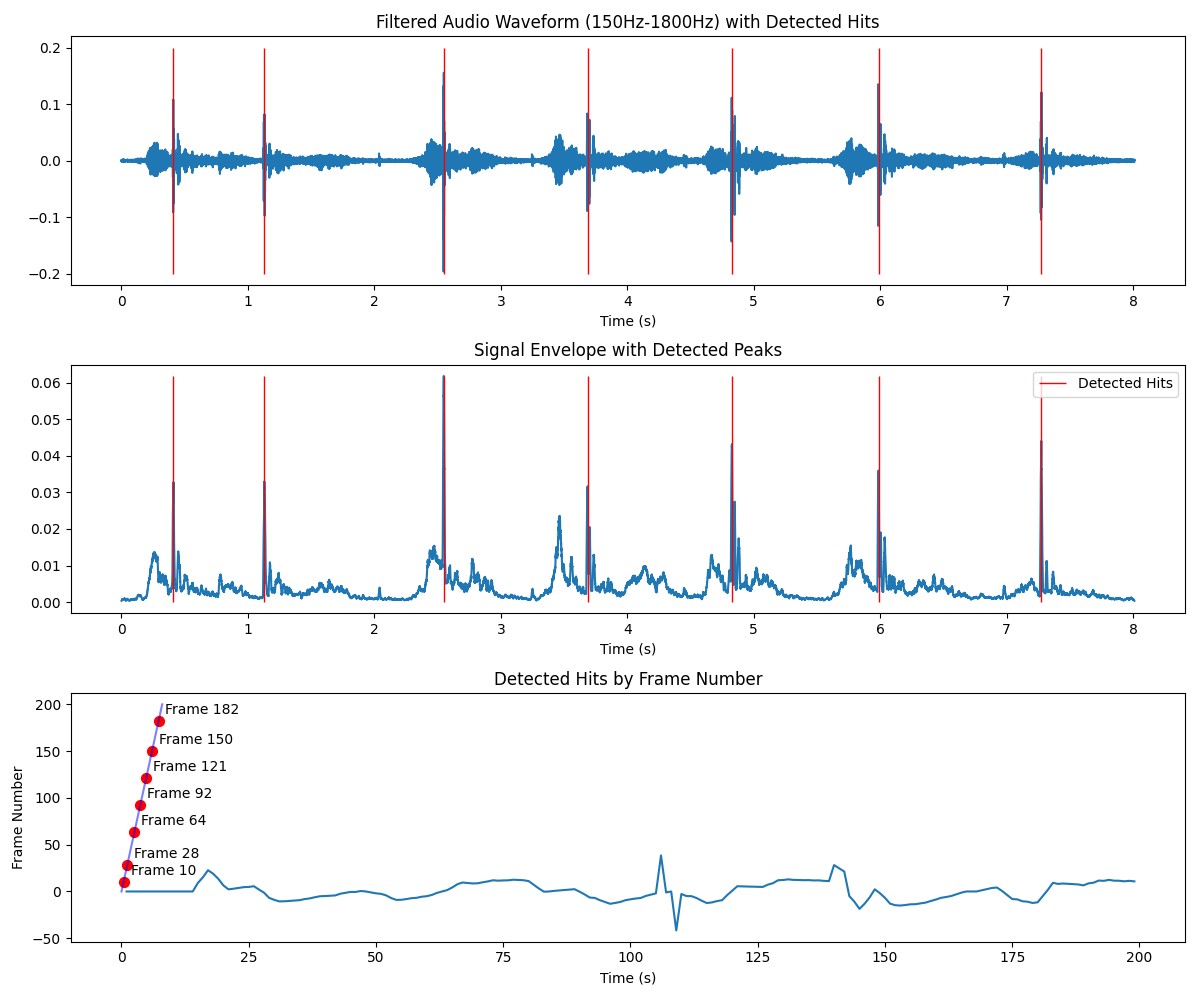 Filtered Audio Waveform (150Hz-1800Hz) with Detected Hits
0.2
0.1
0.0
−0.1
−0.2
0 1 2 3 4 5 6 7 8
Time (s)
Signal Envelope with Detected Peaks
0.06
0.05
0.04
0.03
0.02
0.01
0.00
Detected Hits
0 1 2 3 4 5 6 7 8
Time (s)
Detected Hits by Frame Number
Frame Number
200
150
100
50
0
−50
Frame 182
Frame 150
Frame 121
Frame 92
Frame 64
Frame 28
Frame 10
0 25 50 75 100 125 150 175 200
Time (s)